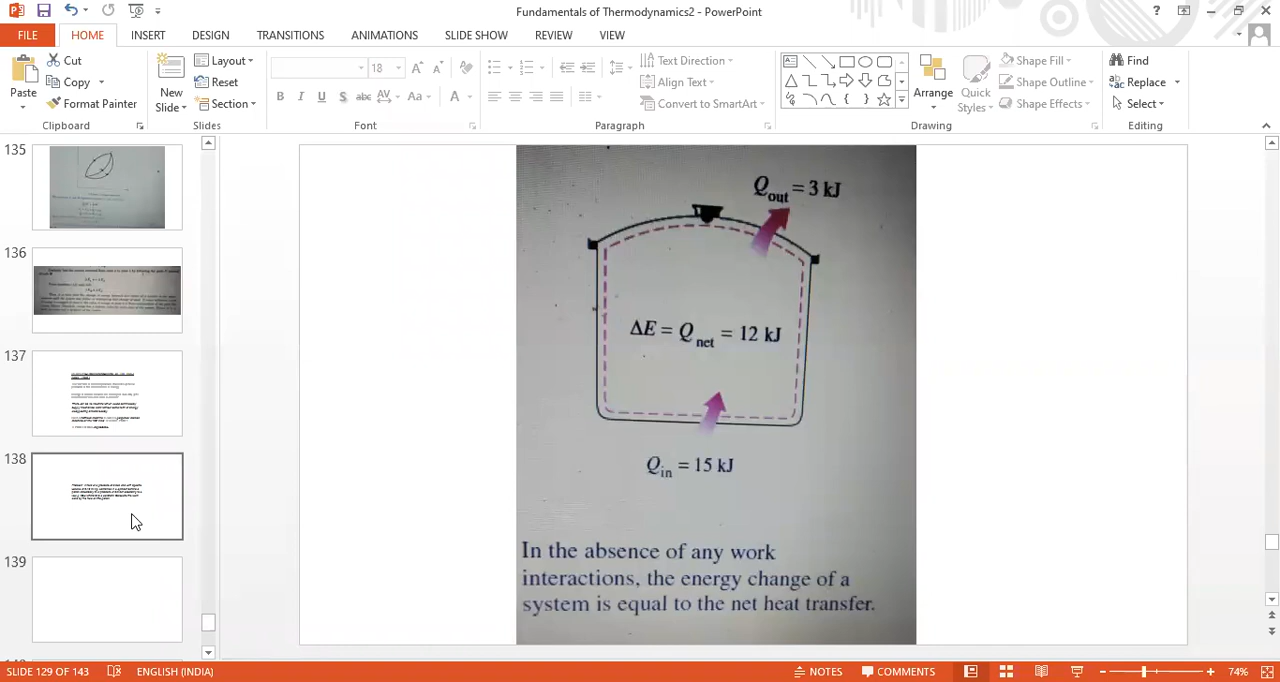 Fundamentals of Thermodynamics2 - PowerPoint
FILE HOME INSERT DESIGN TRANSITIONS ANIMATIONS SLIDE SHOW REVIEW VIEW
Cut
Copy
Format Painter
Paste
Clipboard
New
Slide
Layout
Reset
Section
Slides
18
B I U S abc AV Aa A
Font
Text Direction
Align Text
Convert to SmartArt
Paragraph
Arrange
Quick
Styles
Shape Fill
Shape Outline
Shape Effects
Drawing
Find
Replace
Select
Editing
135
136
137
138
139
Qout = 3 kJ
ΔE = Qnet = 12 kJ
Qin = 15 kJ
In the absence of any work
interactions, the energy change of a
system is equal to the net heat transfer.
SLIDE 129 OF 143 ENGLISH (INDIA) NOTES COMMENTS 74%